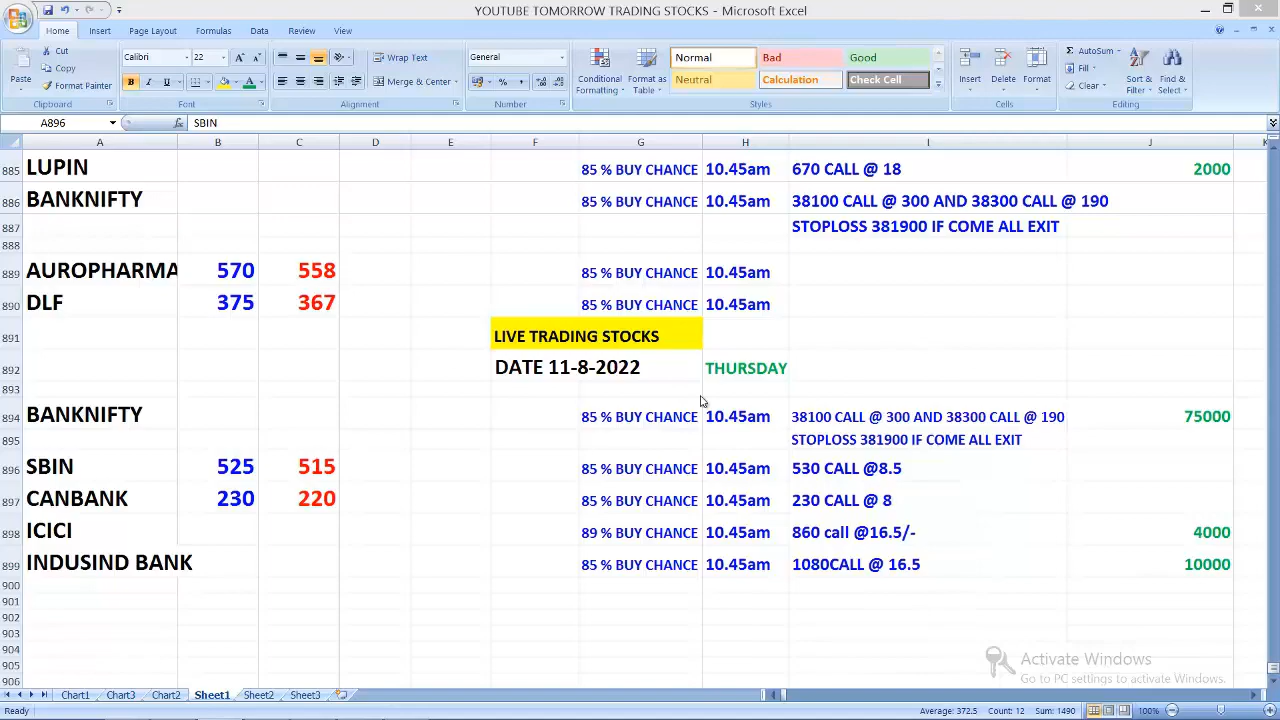 YOUTUBE TOMORROW TRADING STOCKS - Microsoft Excel
Home Insert Page Layout Formulas Data Review View
Paste Cut Copy Format Painter Clipboard
Calibri 22 B I U Font
Wrap Text Merge & Center Alignment
General % , Number
Conditional Formatting Format as Table Normal Bad Good Neutral Calculation Check Cell Styles
Insert Delete Format Cells
AutoSum Fill Clear Sort & Filter Find & Select Editing
A896 fx SBIN
A B C D E F G H I J K
885 LUPIN 85 % BUY CHANCE 10.45am 670 CALL @ 18 2000
886 BANKNIFTY 85 % BUY CHANCE 10.45am 38100 CALL @ 300 AND 38300 CALL @ 190
887 STOPLOSS 381900 IF COME ALL EXIT
888
889 AUROPHARMA 570 558 85 % BUY CHANCE 10.45am
890 DLF 375 367 85 % BUY CHANCE 10.45am
891 LIVE TRADING STOCKS
892 DATE 11-8-2022 THURSDAY
893
894 BANKNIFTY 85 % BUY CHANCE 10.45am 38100 CALL @ 300 AND 38300 CALL @ 190 75000
895 STOPLOSS 381900 IF COME ALL EXIT
896 SBIN 525 515 85 % BUY CHANCE 10.45am 530 CALL @8.5
897 CANBANK 230 220 85 % BUY CHANCE 10.45am 230 CALL @ 8
898 ICICI 89 % BUY CHANCE 10.45am 860 call @16.5/- 4000
899 INDUSIND BANK 85 % BUY CHANCE 10.45am 1080CALL @ 16.5 10000
900
901
902
903
904
905
906
Activate Windows
Go to PC settings to activate Windows.
Chart1 Chart3 Chart2 Sheet1 Sheet2 Sheet3
Ready Average: 372.5 Count: 12 Sum: 1490 100%